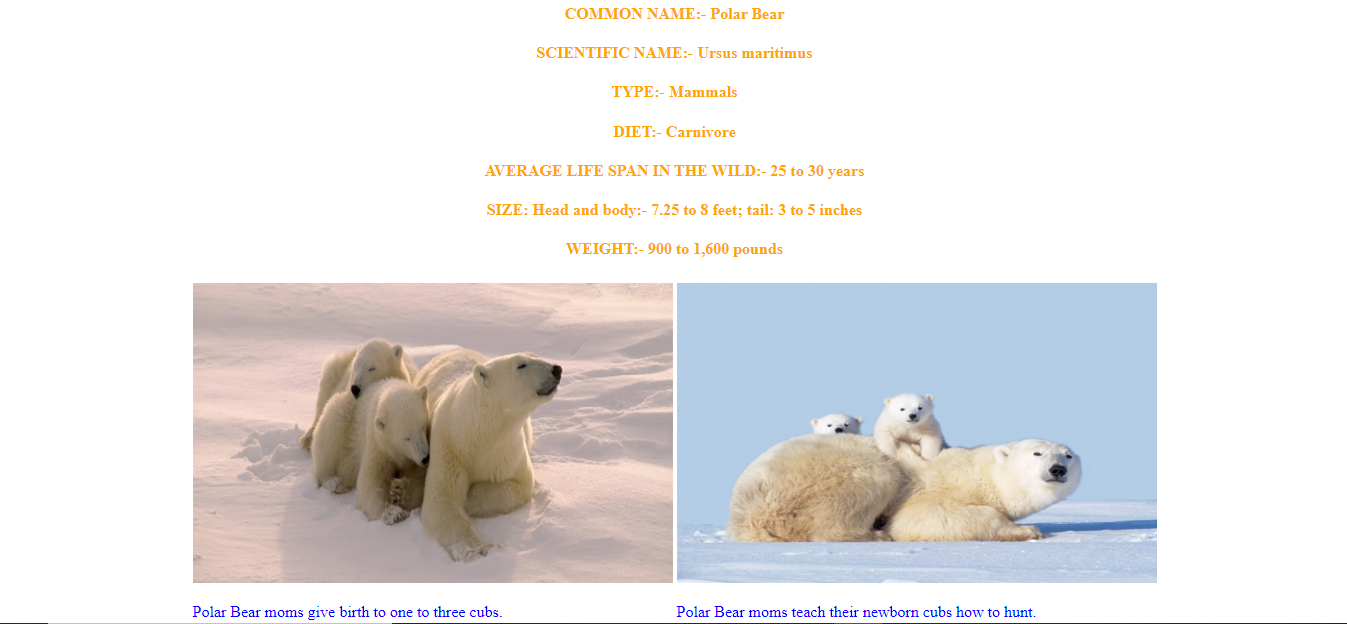 COMMON NAME:- Polar Bear
SCIENTIFIC NAME:- Ursus maritimus
TYPE:- Mammals
DIET:- Carnivore
AVERAGE LIFE SPAN IN THE WILD:- 25 to 30 years
SIZE: Head and body:- 7.25 to 8 feet; tail: 3 to 5 inches
WEIGHT:- 900 to 1,600 pounds
Polar Bear moms give birth to one to three cubs.
Polar Bear moms teach their newborn cubs how to hunt.